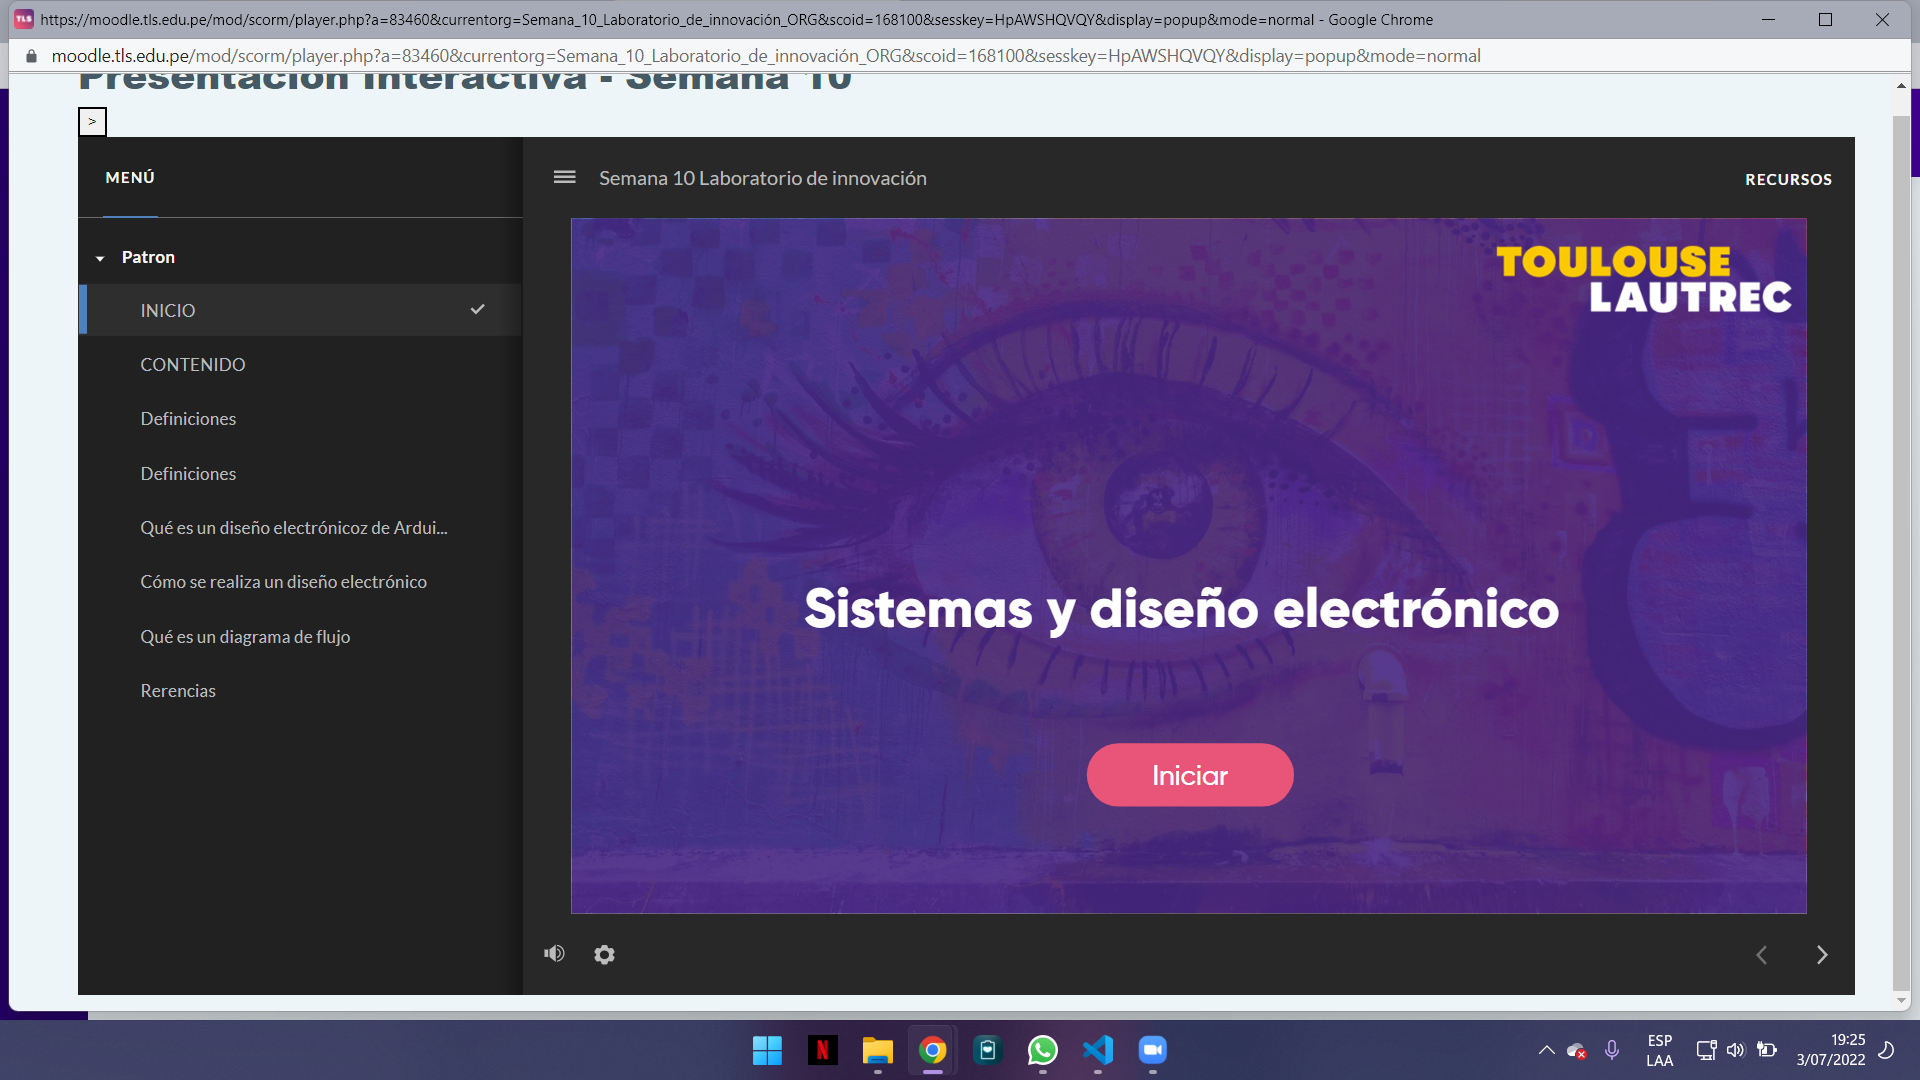 https://moodle.tls.edu.pe/mod/scorm/player.php?a=83460&currentorg=Semana_10_Laboratorio_de_innovación_ORG&scoid=168100&sesskey=HpAWSHQVQY&display=popup&mode=normal - Google Chrome
moodle.tls.edu.pe/mod/scorm/player.php?a=83460&currentorg=Semana_10_Laboratorio_de_innovación_ORG&scoid=168100&sesskey=HpAWSHQVQY&display=popup&mode=normal
Presentación Interactiva - Semana 10
>
MENÚ
Semana 10 Laboratorio de innovación
RECURSOS
Patron
INICIO
CONTENIDO
Definiciones
Definiciones
Qué es un diseño electrónicoz de Ardui...
Cómo se realiza un diseño electrónico
Qué es un diagrama de flujo
Rerencias
TOULOUSE
LAUTREC
Sistemas y diseño electrónico
Iniciar
ESP
LAA
19:25
3/07/2022